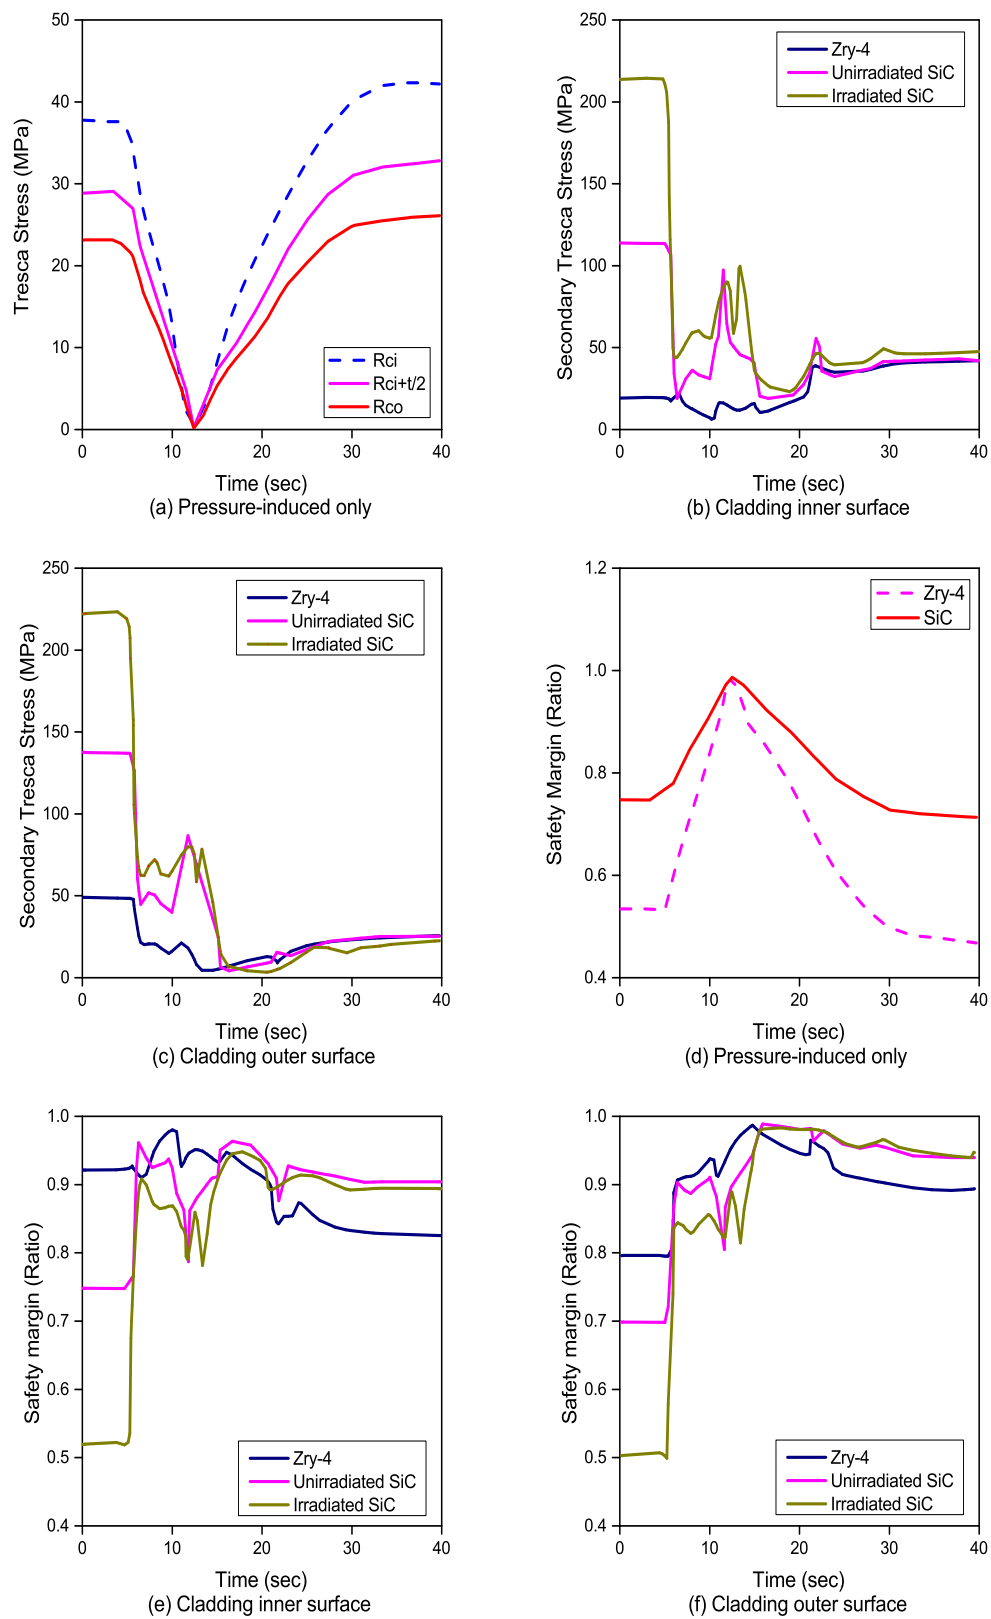 50
40
30
20
10
0
Tresca Stress (MPa)
Rci
Rci+t/2
Rco
0 10 20 30 40
Time (sec)
(a) Pressure-induced only
250
200
150
100
50
0
Secondary Tresca Stress (MPa)
Zry-4
Unirradiated SiC
Irradiated SiC
0 10 20 30 40
Time (sec)
(b) Cladding inner surface
250
200
150
100
50
0
Secondary Tresca Stress (MPa)
Zry-4
Unirradiated SiC
Irradiated SiC
0 10 20 30 40
Time (sec)
(c) Cladding outer surface
1.2
1.0
0.8
0.6
0.4
Safety Margin (Ratio)
Zry-4
SiC
0 10 20 30 40
Time (sec)
(d) Pressure-induced only
1.0
0.9
0.8
0.7
0.6
0.5
0.4
Safety margin (Ratio)
Zry-4
Unirradiated SiC
Irradiated SiC
0 10 20 30 40
Time (sec)
(e) Cladding inner surface
1.0
0.9
0.8
0.7
0.6
0.5
0.4
Safety margin (Ratio)
Zry-4
Unirradiated SiC
Irradiated SiC
0 10 20 30 40
Time (sec)
(f) Cladding outer surface